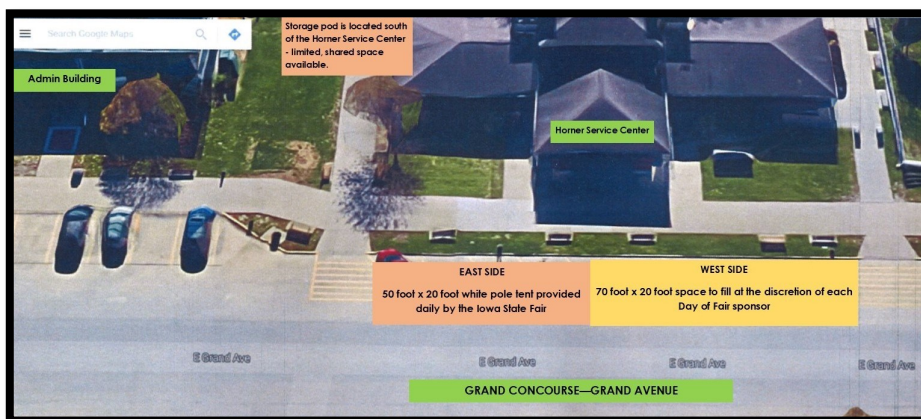 Search Google Maps
Storage pod is located south
of the Horner Service Center
- limited, shared space
available.
Admin Building
Horner Service Center
EAST SIDE
50 foot x 20 foot white pole tent provided
daily by the Iowa State Fair
WEST SIDE
70 foot x 20 foot space to fill at the discretion of each
Day of Fair sponsor
E Grand Ave
E Grand Ave
E Grand Ave
E Grand Ave
GRAND CONCOURSE—GRAND AVENUE